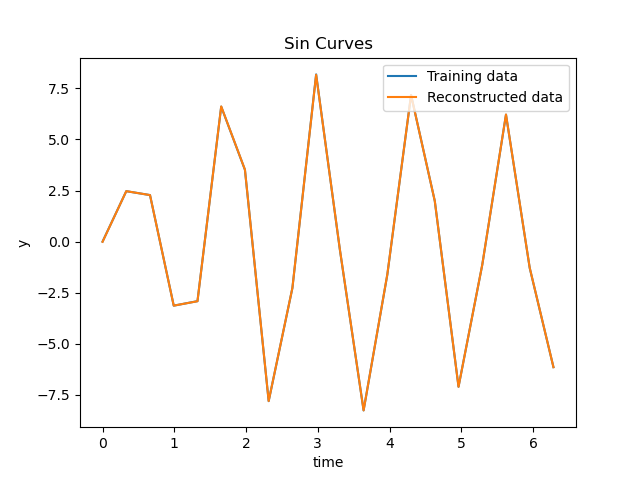 Sin Curves
Training data
Reconstructed data
7.5
5.0
2.5
0.0
−2.5
−5.0
−7.5
y
0 1 2 3 4 5 6
time